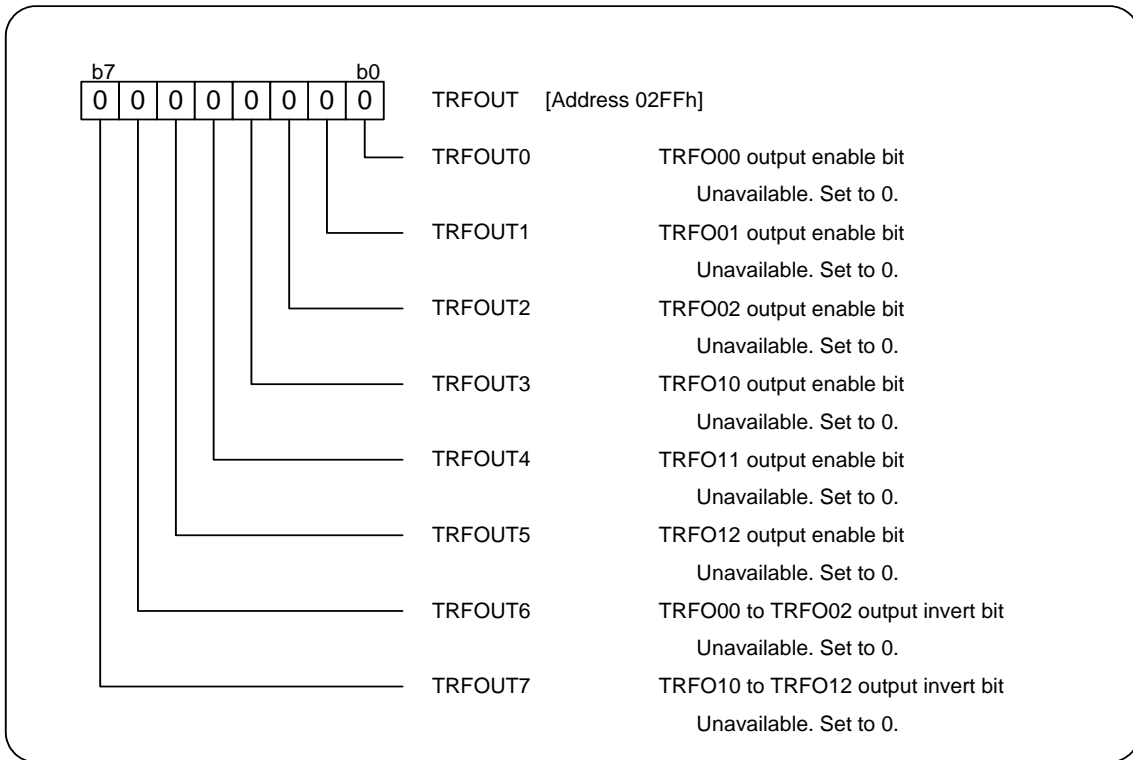 b7 b0
0 0 0 0 0 0 0 0 TRFOUT [Address 02FFh]
TRFOUT0 TRFO00 output enable bit
Unavailable. Set to 0.
TRFOUT1 TRFO01 output enable bit
Unavailable. Set to 0.
TRFOUT2 TRFO02 output enable bit
Unavailable. Set to 0.
TRFOUT3 TRFO10 output enable bit
Unavailable. Set to 0.
TRFOUT4 TRFO11 output enable bit
Unavailable. Set to 0.
TRFOUT5 TRFO12 output enable bit
Unavailable. Set to 0.
TRFOUT6 TRFO00 to TRFO02 output invert bit
Unavailable. Set to 0.
TRFOUT7 TRFO10 to TRFO12 output invert bit
Unavailable. Set to 0.